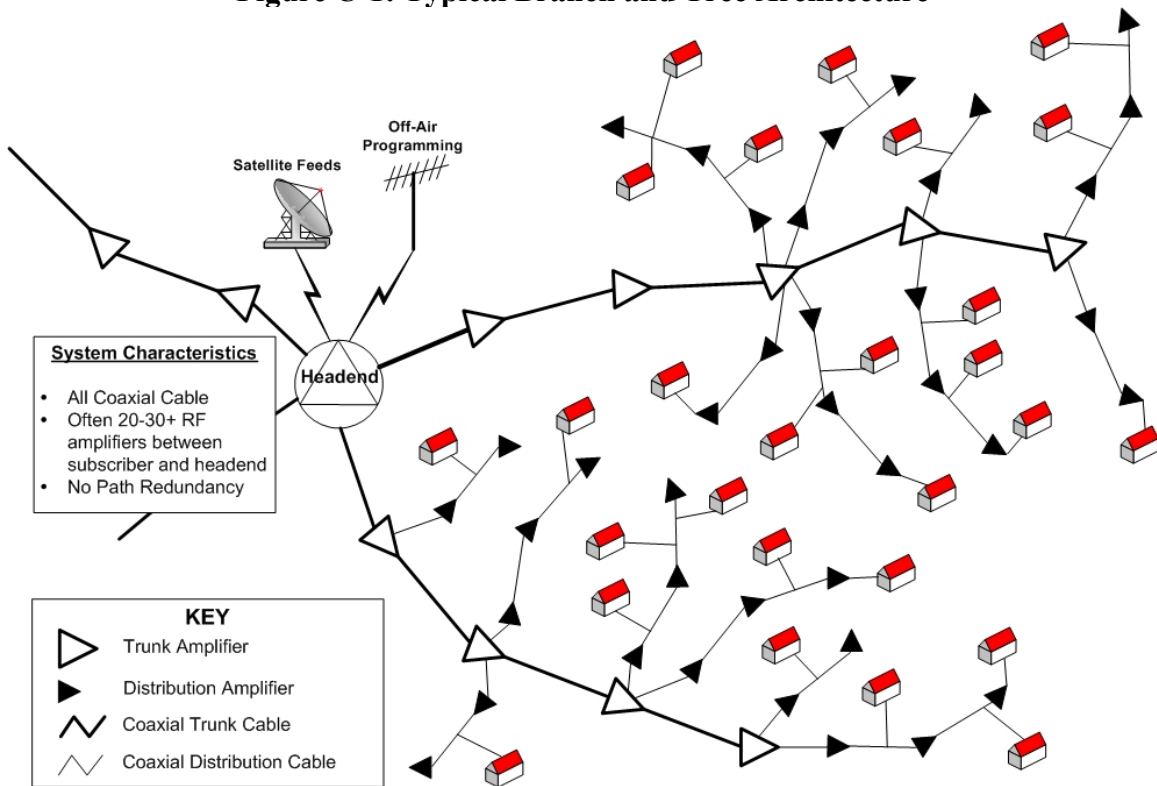 Figure C-1: Typical Branch and Tree Architecture
Off-Air
Programming
Satellite Feeds
Headend
System Characteristics
• All Coaxial Cable
• Often 20-30+ RF
amplifiers between
subscriber and headend
• No Path Redundancy
KEY
Trunk Amplifier
Distribution Amplifier
Coaxial Trunk Cable
Coaxial Distribution Cable